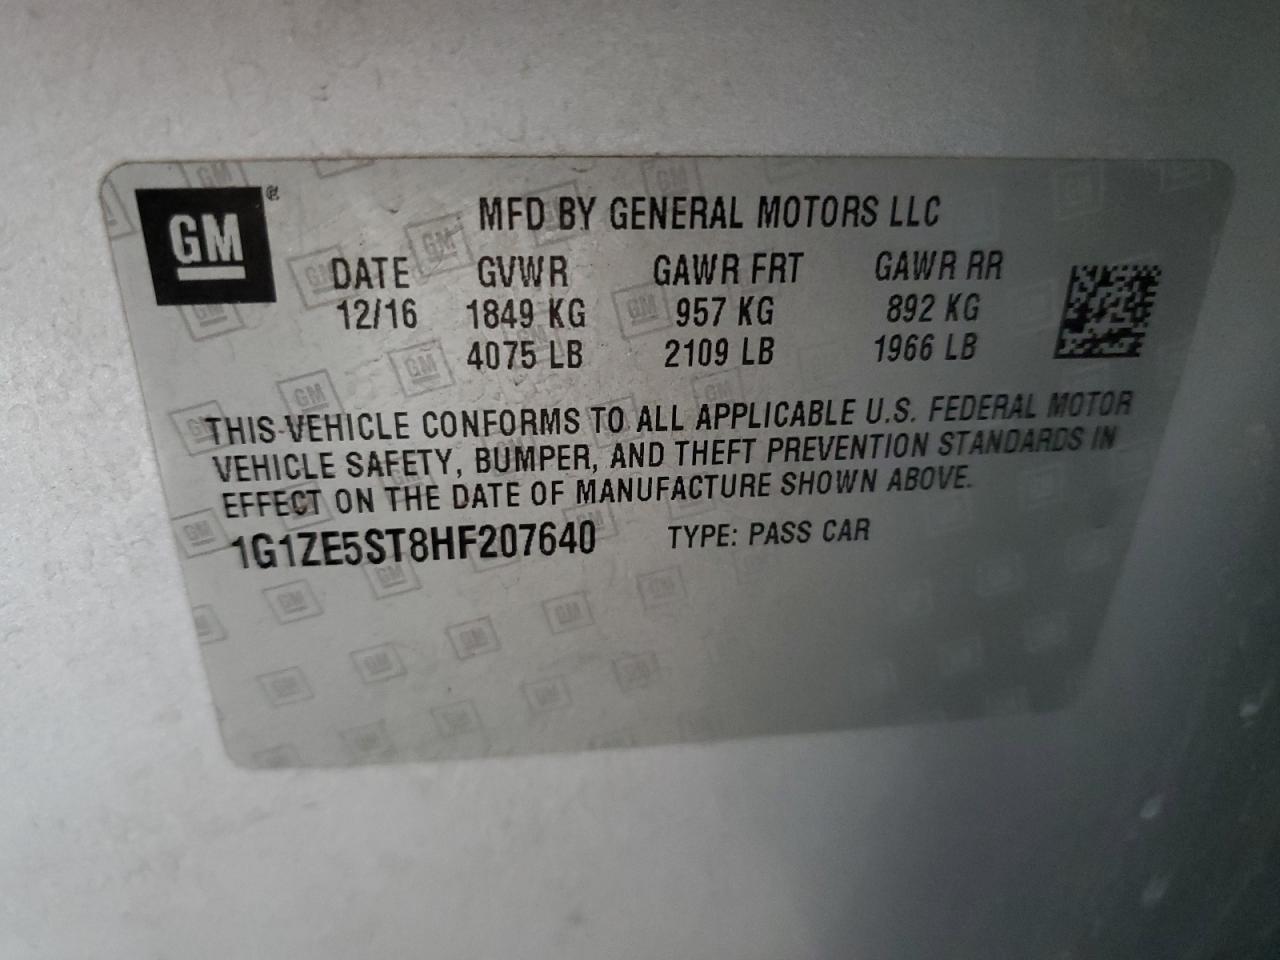 GM ®
MFD BY GENERAL MOTORS LLC
DATE GVWR GAWR FRT GAWR RR
12/16 1849 KG 957 KG 892 KG
4075 LB 2109 LB 1966 LB
THIS VEHICLE CONFORMS TO ALL APPLICABLE U.S. FEDERAL MOTOR
VEHICLE SAFETY, BUMPER, AND THEFT PREVENTION STANDARDS IN
EFFECT ON THE DATE OF MANUFACTURE SHOWN ABOVE.
1G1ZE5ST8HF207640 TYPE: PASS CAR